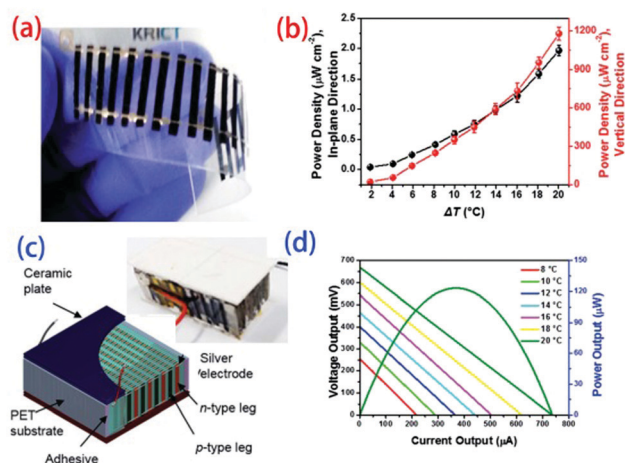 (a)
KRICT
(b)
Power Density (μW cm⁻²),
In-plane Direction
2.5
2.0
1.5
1.0
0.5
0.0
2 4 6 8 10 12 14 16 18 20
ΔT (°C)
1200
900
600
300
0
Power Density (μW cm⁻²),
Vertical Direction
(c)
Ceramic
plate
Silver
electrode
n-type leg
p-type leg
PET
substrate
Adhesive
(d)
Voltage Output (mV)
700
600
500
400
300
200
100
0
0 100 200 300 400 500 600 700 800
Current Output (μA)
8 °C
10 °C
12 °C
14 °C
16 °C
18 °C
20 °C
150
120
90
60
30
0
Power Output (μW)